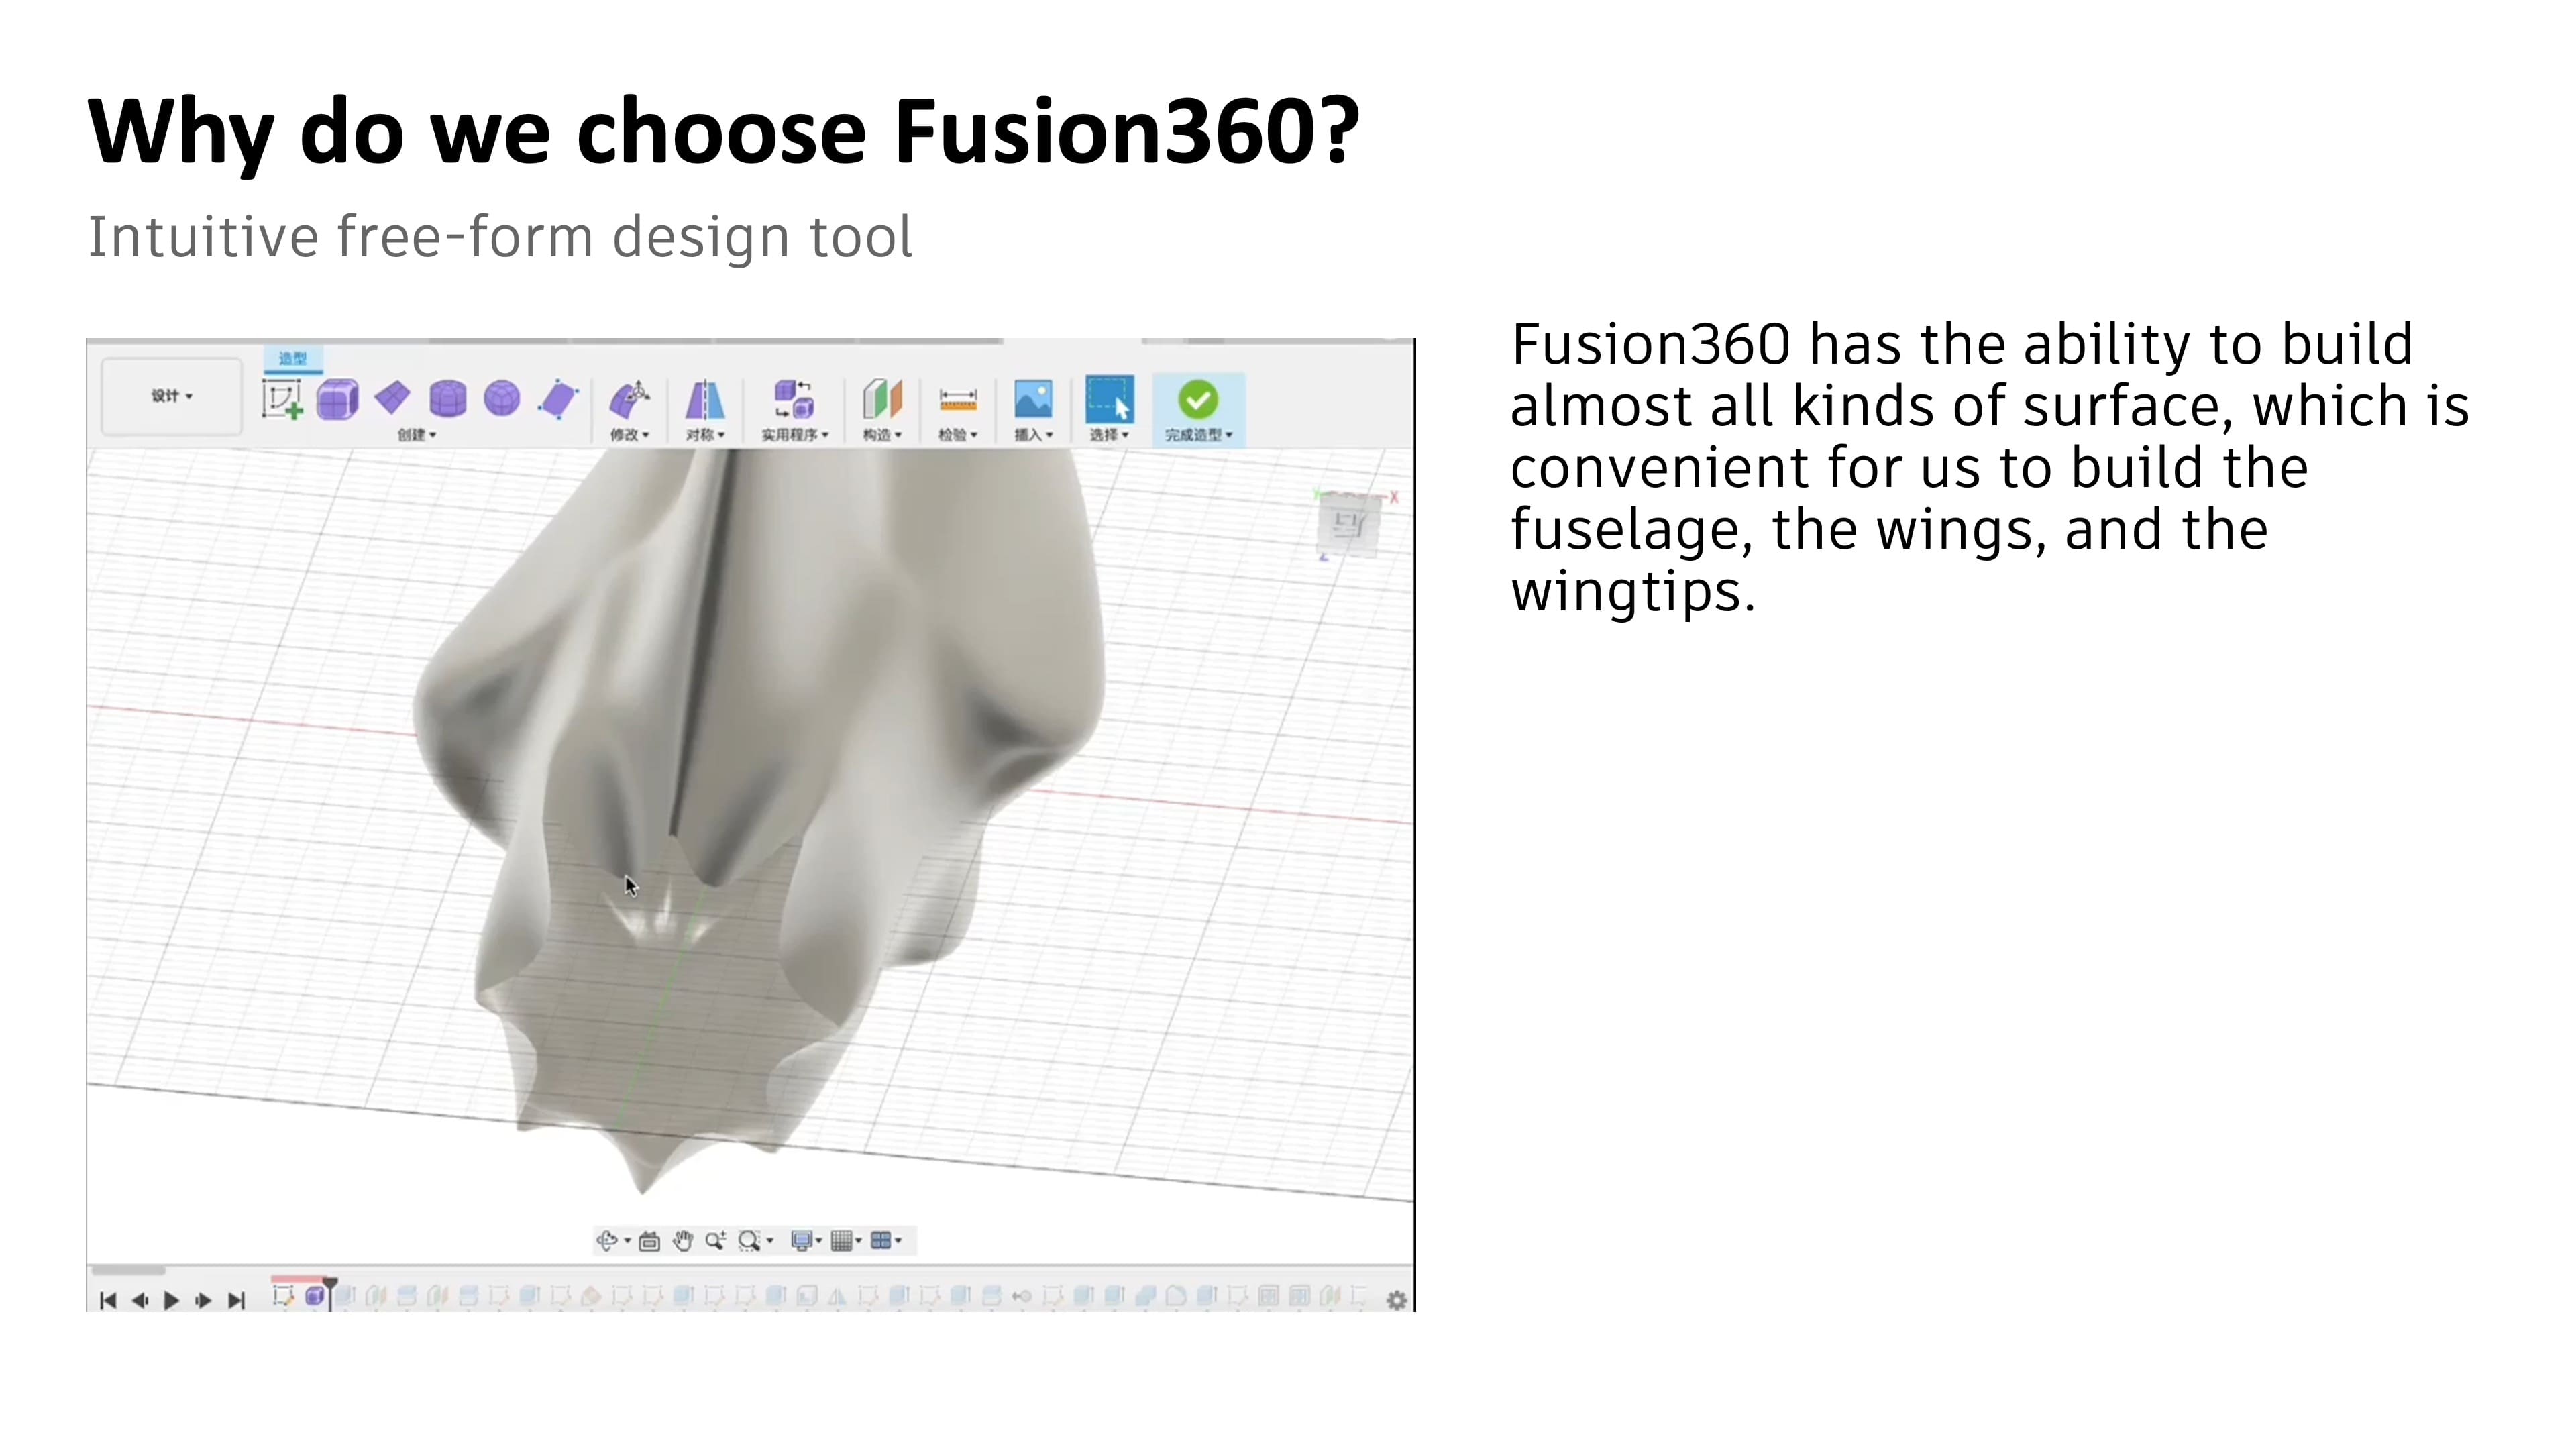 Why do we choose Fusion360?
Intuitive free-form design tool
造型
设计
创建
修改
对称
实用程序
构造
检验
插入
选择
完成造型
X
Z
Fusion360 has the ability to build
almost all kinds of surface, which is
convenient for us to build the
fuselage, the wings, and the
wingtips.